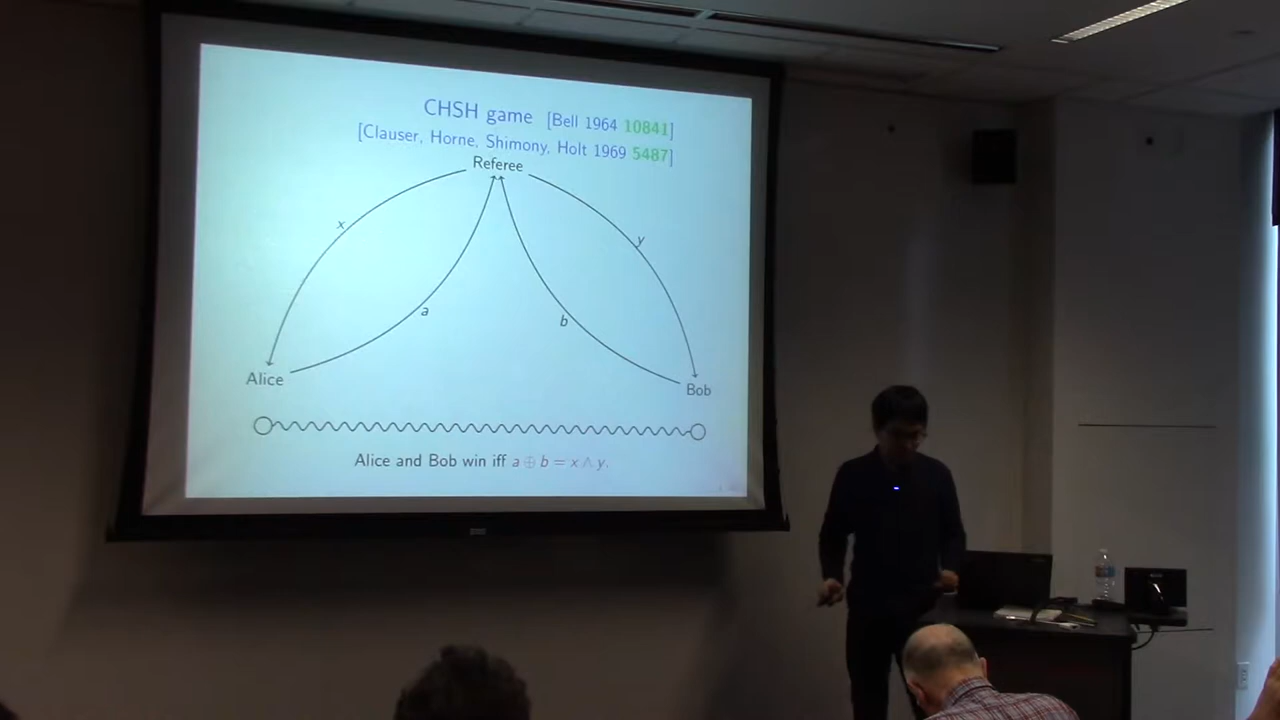 CHSH game [Bell 1964 10841]
[Clauser, Horne, Shimony, Holt 1969 5487]
Referee
x
y
a
b
Alice
Bob
Alice and Bob win iff a ⊕ b = x ∧ y.